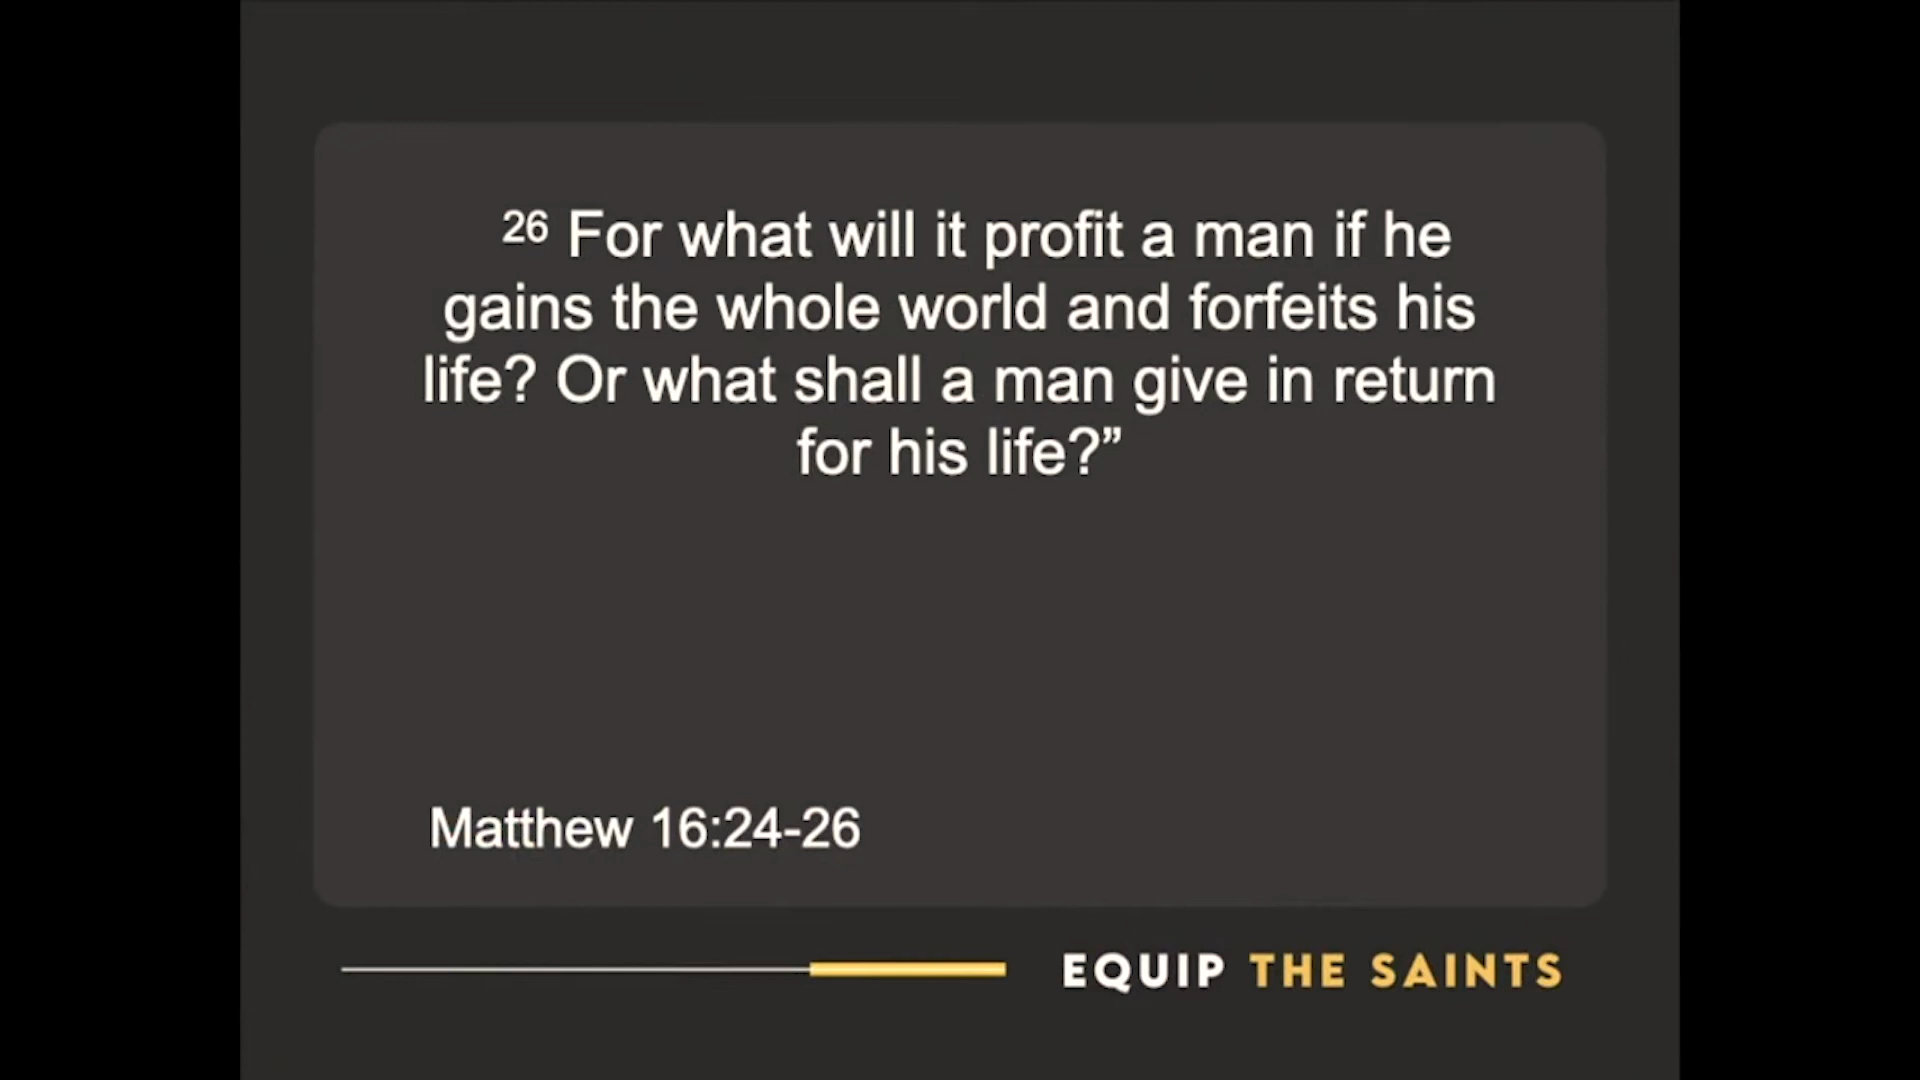 26 For what will it profit a man if he
gains the whole world and forfeits his
life? Or what shall a man give in return
for his life?”
Matthew 16:24-26
EQUIP THE SAINTS